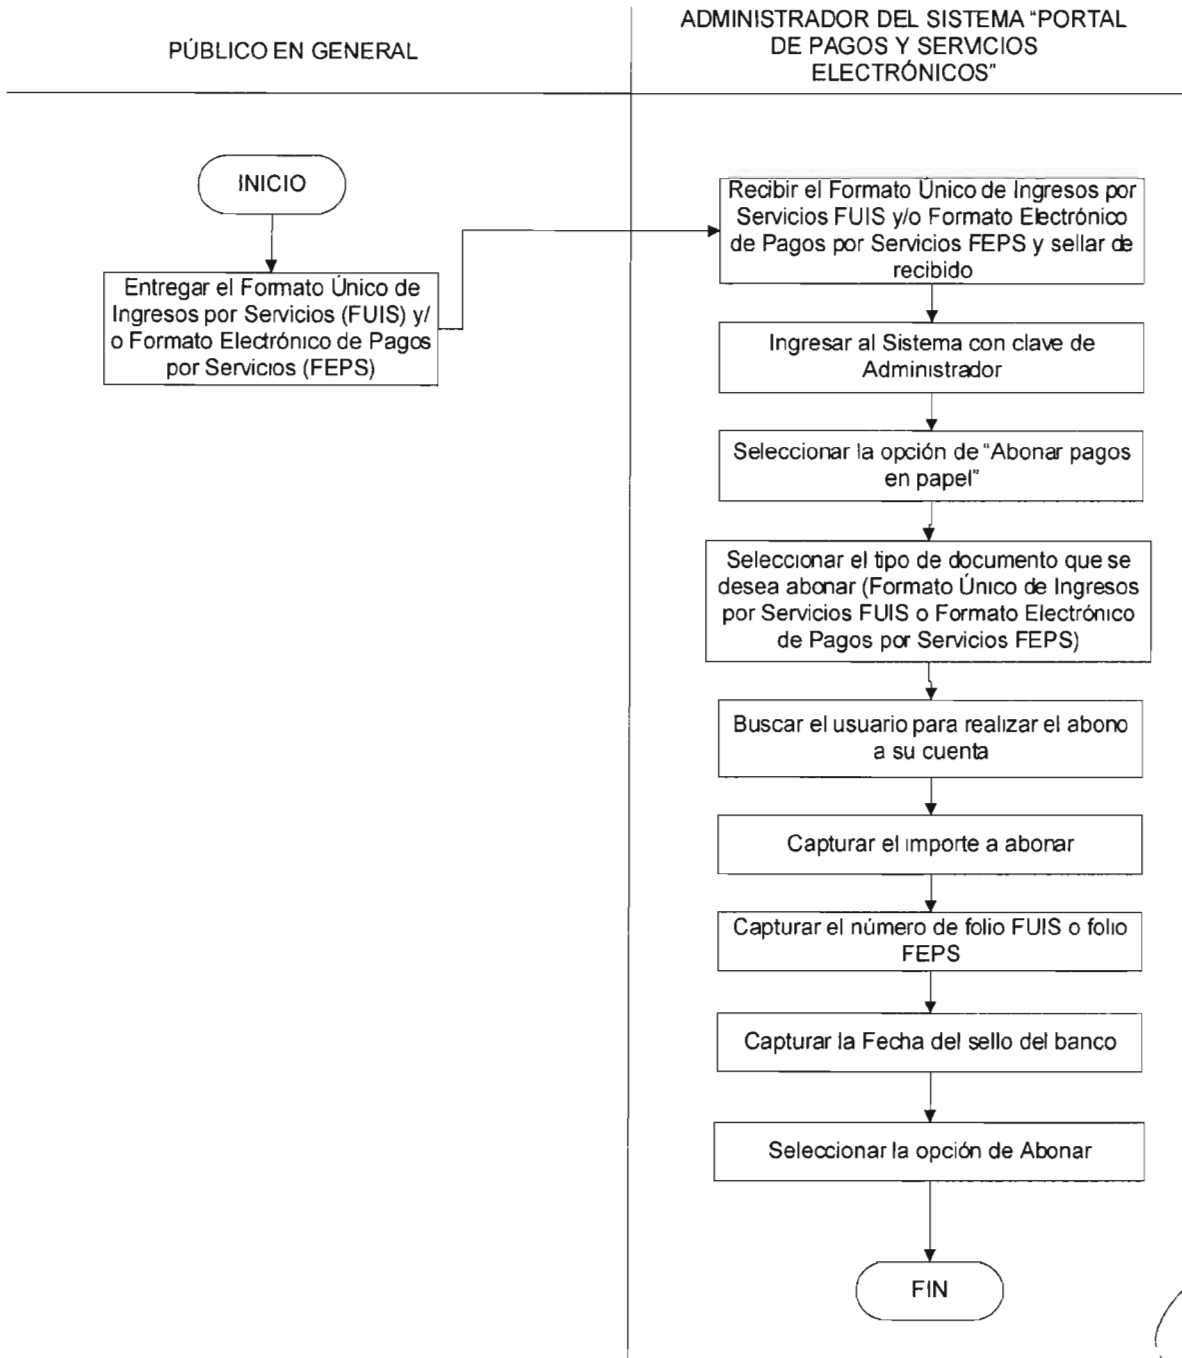 PÚBLICO EN GENERAL
ADMINISTRADOR DEL SISTEMA "PORTAL
DE PAGOS Y SERVICIOS
ELECTRÓNICOS"
INICIO
Entregar el Formato Único de
Ingresos por Servicios (FUIS) y/
o Formato Electrónico de Pagos
por Servicios (FEPS)
Recibir el Formato Único de Ingresos por
Servicios FUIS y/o Formato Electrónico
de Pagos por Servicios FEPS y sellar de
recibido
Ingresar al Sistema con clave de
Administrador
Seleccionar la opción de "Abonar pagos
en papel"
Seleccionar el tipo de documento que se
desea abonar (Formato Único de Ingresos
por Servicios FUIS o Formato Electrónico
de Pagos por Servicios FEPS)
Buscar el usuario para realizar el abono
a su cuenta
Capturar el importe a abonar
Capturar el número de folio FUIS o folio
FEPS
Capturar la Fecha del sello del banco
Seleccionar la opción de Abonar
FIN